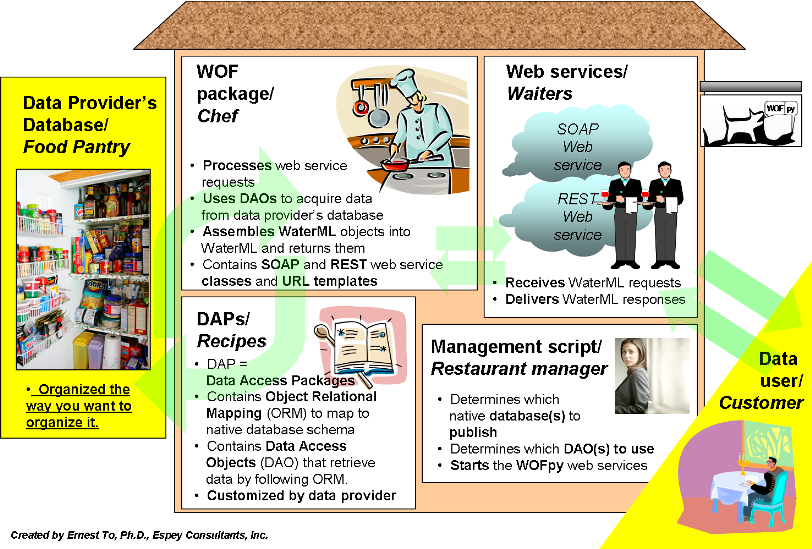 Data Provider's
Database/
Food Pantry
• Organized the
way you want to
organize it.
WOF
package/
Chef
• Processes web service
requests
• Uses DAOs to acquire data
from data provider's database
• Assembles WaterML objects into
WaterML and returns them
• Contains SOAP and REST web service
classes and URL templates
Web services/
Waiters
SOAP
Web
service
REST
Web
service
• Receives WaterML requests
• Delivers WaterML responses
WOF py
DAPs/
Recipes
• DAP =
Data Access Packages
• Contains Object Relational
Mapping (ORM) to map to
native database schema
• Contains Data Access
Objects (DAO) that retrieve
data by following ORM.
• Customized by data provider
Management script/
Restaurant manager
• Determines which
native database(s) to
publish
• Determines which DAO(s) to use
• Starts the WOFpy web services
Data
user/
Customer
Created by Ernest To, Ph.D., Espey Consultants, Inc.